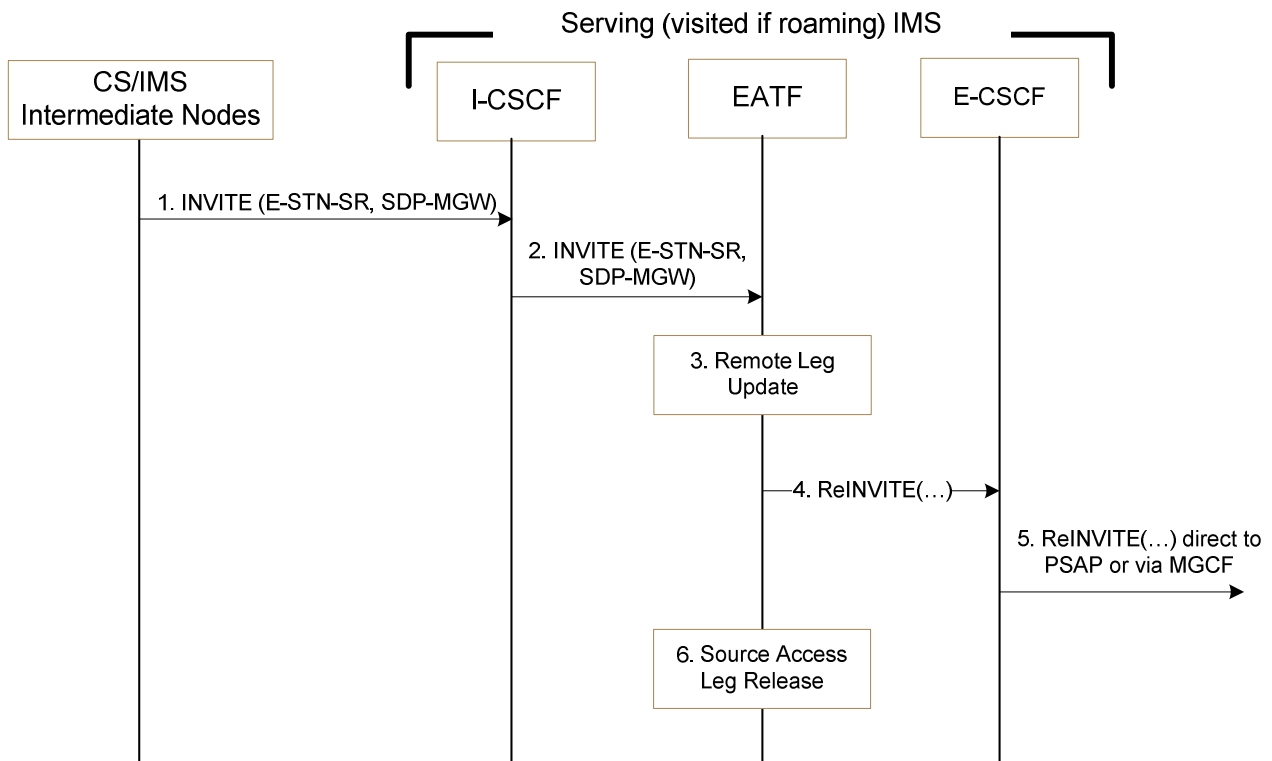 Serving (visited if roaming) IMS
CS/IMS
Intermediate Nodes
I-CSCF
EATF
E-CSCF
1. INVITE (E-STN-SR, SDP-MGW)
2. INVITE (E-STN-SR,
SDP-MGW)
3. Remote Leg
Update
4. ReINVITE(…)
5. ReINVITE(…) direct to
PSAP or via MGCF
6. Source Access
Leg Release